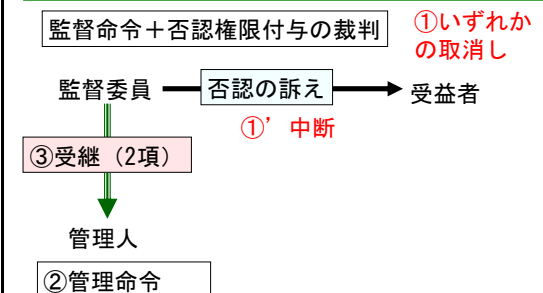 監督命令＋否認権限付与の裁判
①いずれか
の取消し
監督委員
否認の訴え
受益者
①’中断
③受継（2項）
管理人
②管理命令